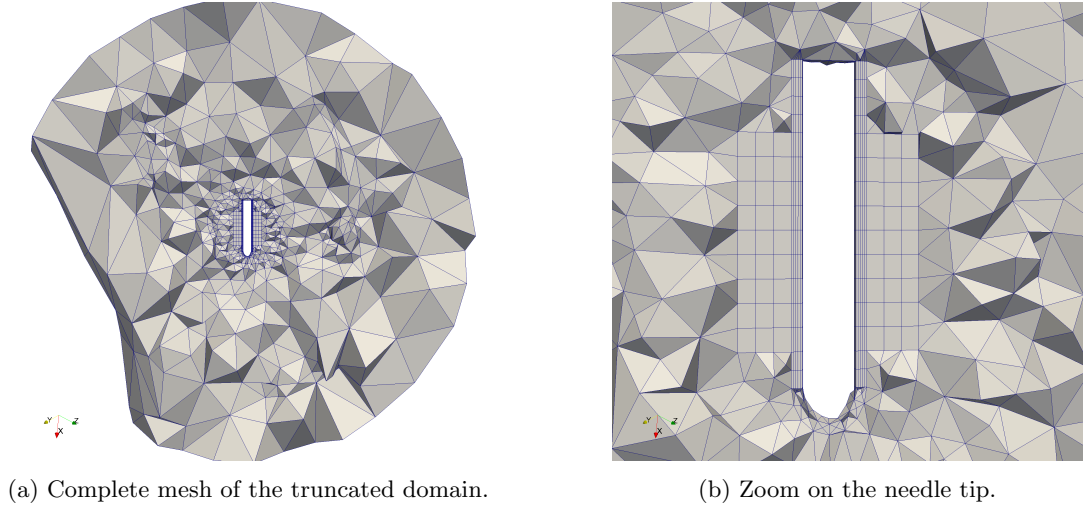 Y Z
X
Y Z
X
(a) Complete mesh of the truncated domain.
(b) Zoom on the needle tip.